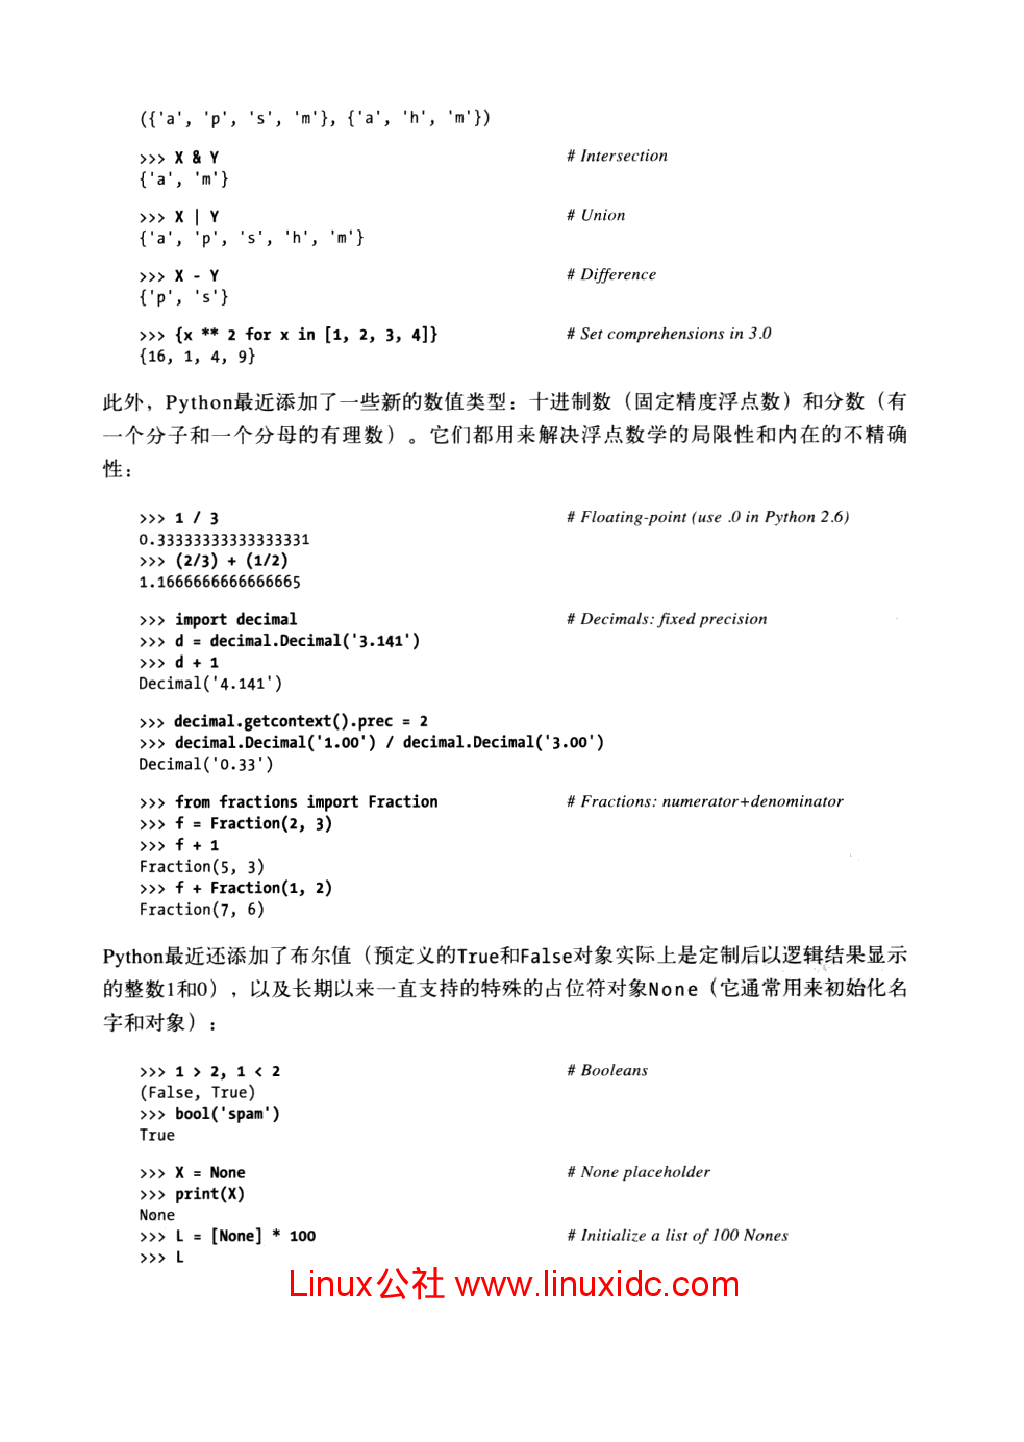 ({'a', 'p', 's', 'm'}, {'a', 'h', 'm'})
>>> X & Y # Intersection
{'a', 'm'}
>>> X | Y # Union
{'a', 'p', 's', 'h', 'm'}
>>> X - Y # Difference
{'p', 's'}
>>> {x ** 2 for x in [1, 2, 3, 4]} # Set comprehensions in 3.0
{16, 1, 4, 9}
此外，Python最近添加了一些新的数值类型：十进制数（固定精度浮点数）和分数（有
一个分子和一个分母的有理数）。它们都用来解决浮点数学的局限性和内在的不精确
性：
>>> 1 / 3 # Floating-point (use .0 in Python 2.6)
0.33333333333333331
>>> (2/3) + (1/2)
1.1666666666666665
>>> import decimal # Decimals: fixed precision
>>> d = decimal.Decimal('3.141')
>>> d + 1
Decimal('4.141')
>>> decimal.getcontext().prec = 2
>>> decimal.Decimal('1.00') / decimal.Decimal('3.00')
Decimal('0.33')
>>> from fractions import Fraction # Fractions: numerator+denominator
>>> f = Fraction(2, 3)
>>> f + 1
Fraction(5, 3)
>>> f + Fraction(1, 2)
Fraction(7, 6)
Python最近还添加了布尔值（预定义的True和False对象实际上是定制后以逻辑结果显示
的整数1和0），以及长期以来一直支持的特殊的占位符对象None（它通常用来初始化名
字和对象）：
>>> 1 > 2, 1 < 2 # Booleans
(False, True)
>>> bool('spam')
True
>>> X = None # None placeholder
>>> print(X)
None
>>> L = [None] * 100 # Initialize a list of 100 Nones
>>> L
Linux公社 www.linuxidc.com